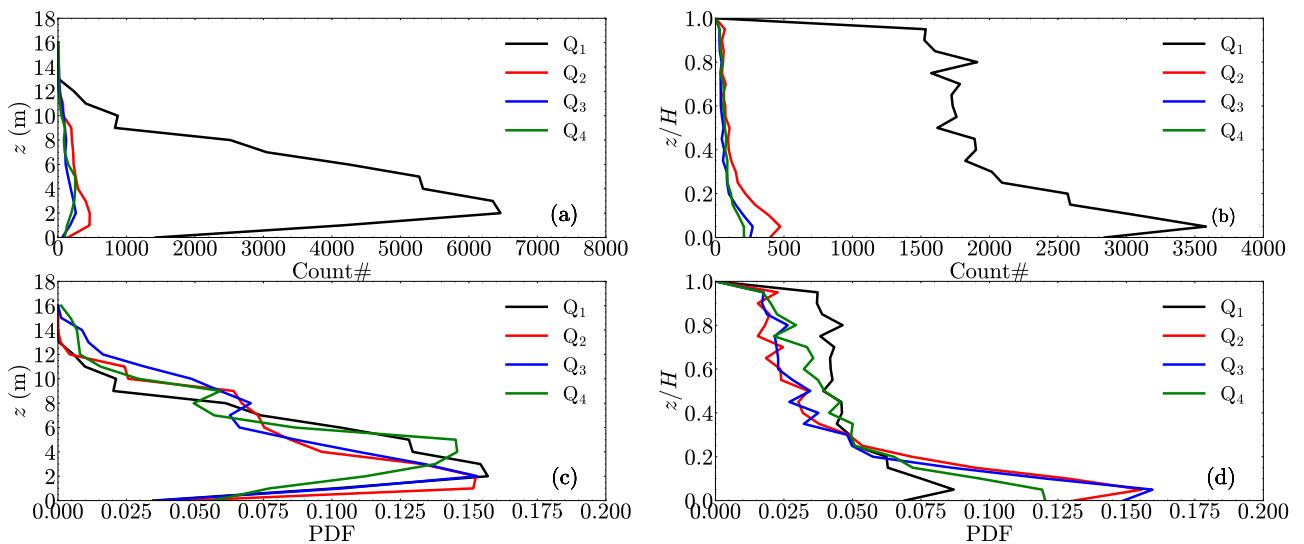 18
16
14
12
10
8
6
4
2
0
z (m)
Q1
Q2
Q3
Q4
(a)
0 1000 2000 3000 4000 5000 6000 7000 8000
Count#
1.0
0.8
0.6
0.4
0.2
0.0
z/H
Q1
Q2
Q3
Q4
(b)
0 500 1000 1500 2000 2500 3000 3500 4000
Count#
18
16
14
12
10
8
6
4
2
0
z (m)
Q1
Q2
Q3
Q4
(c)
0.000 0.025 0.050 0.075 0.100 0.125 0.150 0.175 0.200
PDF
1.0
0.8
0.6
0.4
0.2
0.0
z/H
Q1
Q2
Q3
Q4
(d)
0.000 0.025 0.050 0.075 0.100 0.125 0.150 0.175 0.200
PDF